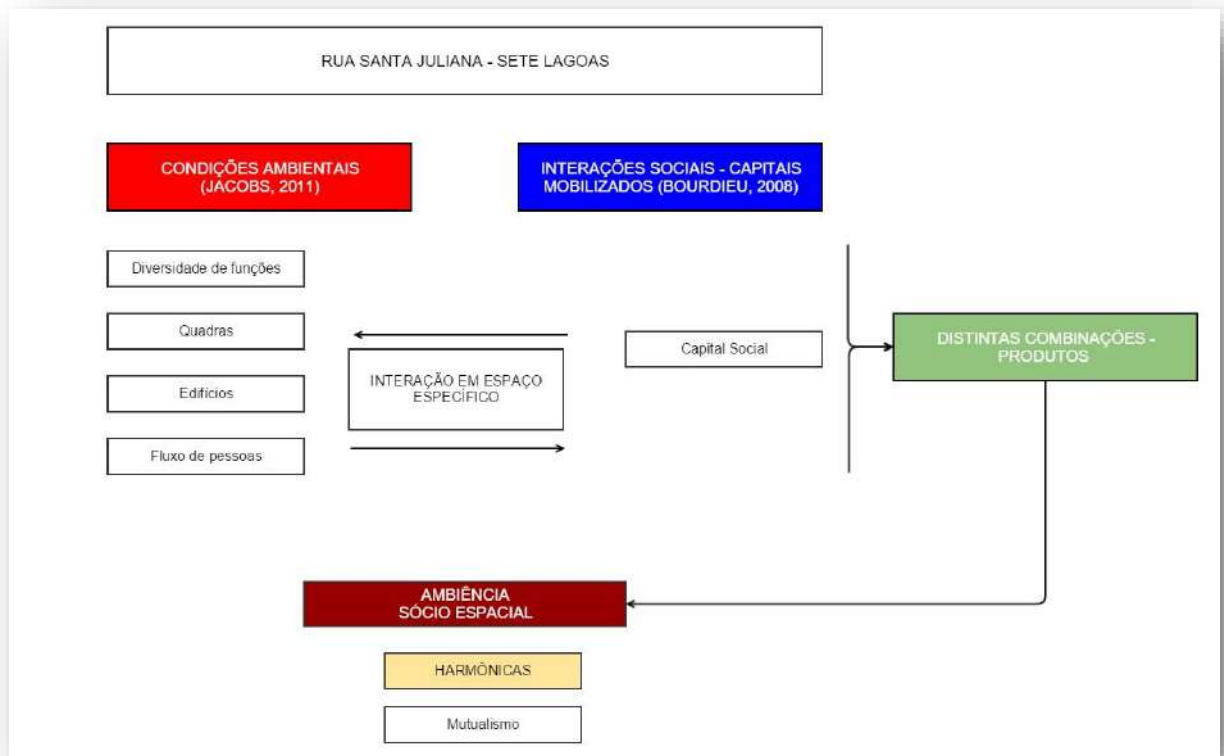 RUA SANTA JULIANA - SETE LAGOAS
CONDIÇÕES AMBIENTAIS
(JACOBS, 2011)
INTERAÇÕES SOCIAIS - CAPITAIS
MOBILIZADOS (BOURDIEU, 2008)
Diversidade de funções
Quadras
Edifícios
Fluxo de pessoas
INTERAÇÃO EM ESPAÇO
ESPECÍFICO
Capital Social
DISTINTAS COMBINAÇÕES -
PRODUTOS
AMBIÊNCIA
SÓCIO ESPACIAL
HARMÔNICAS
Mutualismo